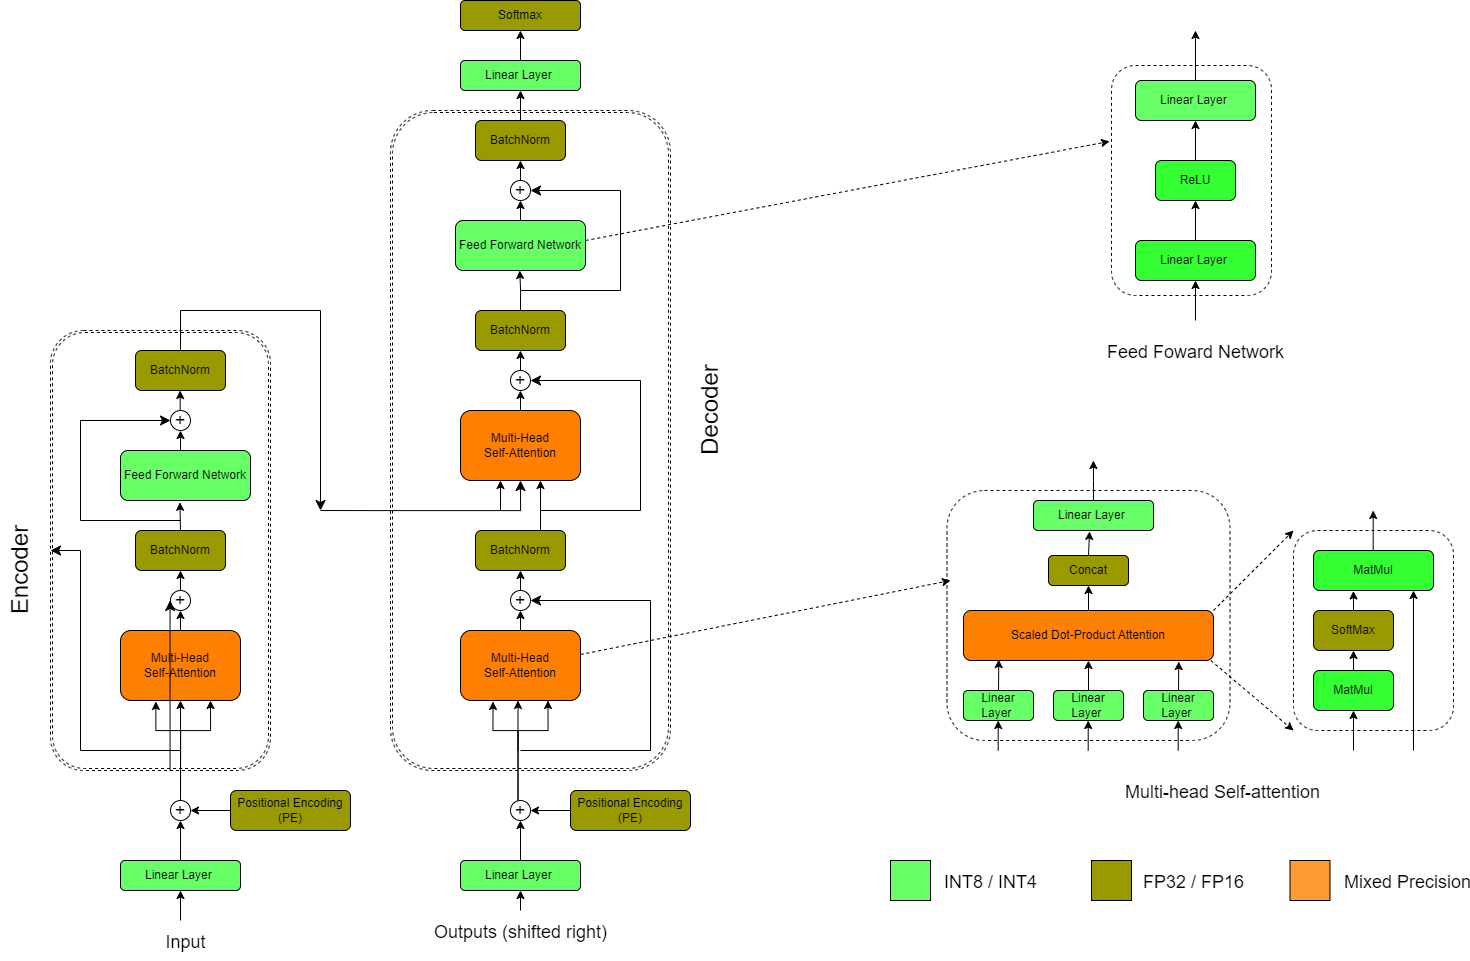 Softmax
Linear Layer
BatchNorm
Feed Forward Network
BatchNorm
Multi-Head
Self-Attention
BatchNorm
Multi-Head
Self-Attention
Decoder
Positional Encoding
(PE)
Linear Layer
Outputs (shifted right)
BatchNorm
Feed Forward Network
BatchNorm
Multi-Head
Self-Attention
Encoder
Positional Encoding
(PE)
Linear Layer
Input
Linear Layer
ReLU
Linear Layer
Feed Foward Network
Linear Layer
Concat
Scaled Dot-Product Attention
Linear
Layer
Linear
Layer
Linear
Layer
MatMul
SoftMax
MatMul
Multi-head Self-attention
INT8 / INT4
FP32 / FP16
Mixed Precision